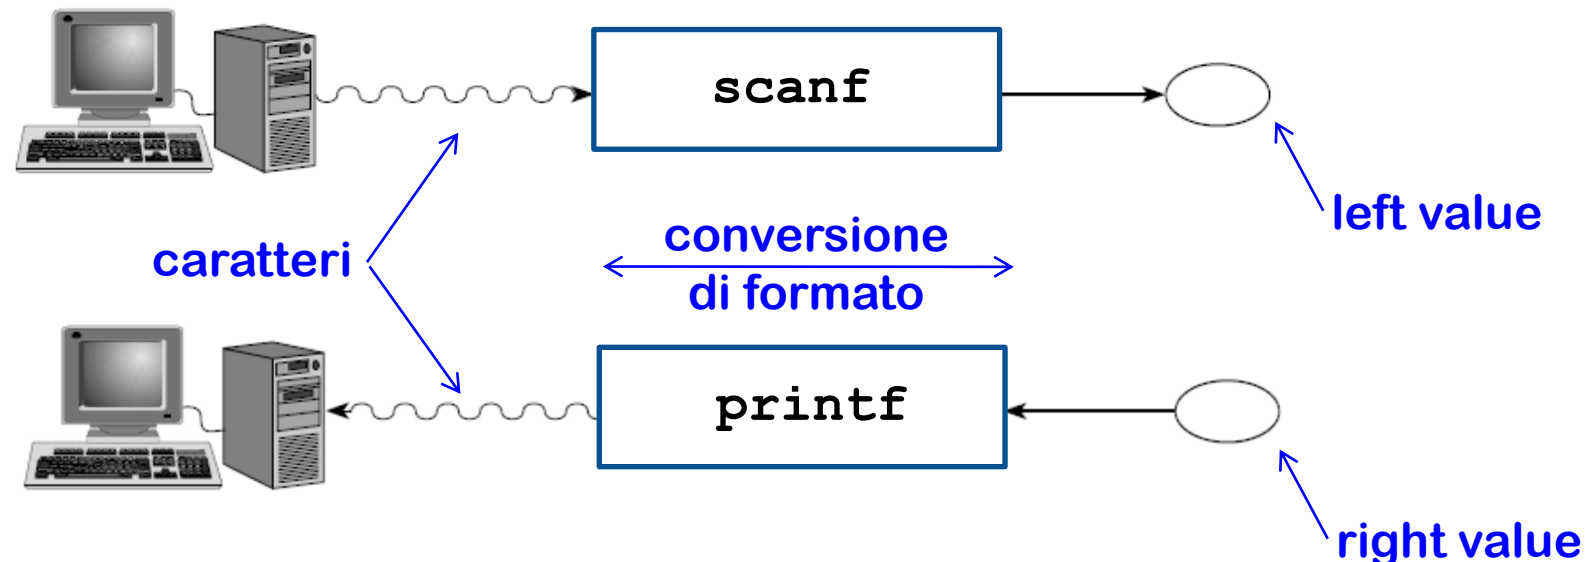 scanf
left value
caratteri
conversione
di formato
printf
right value